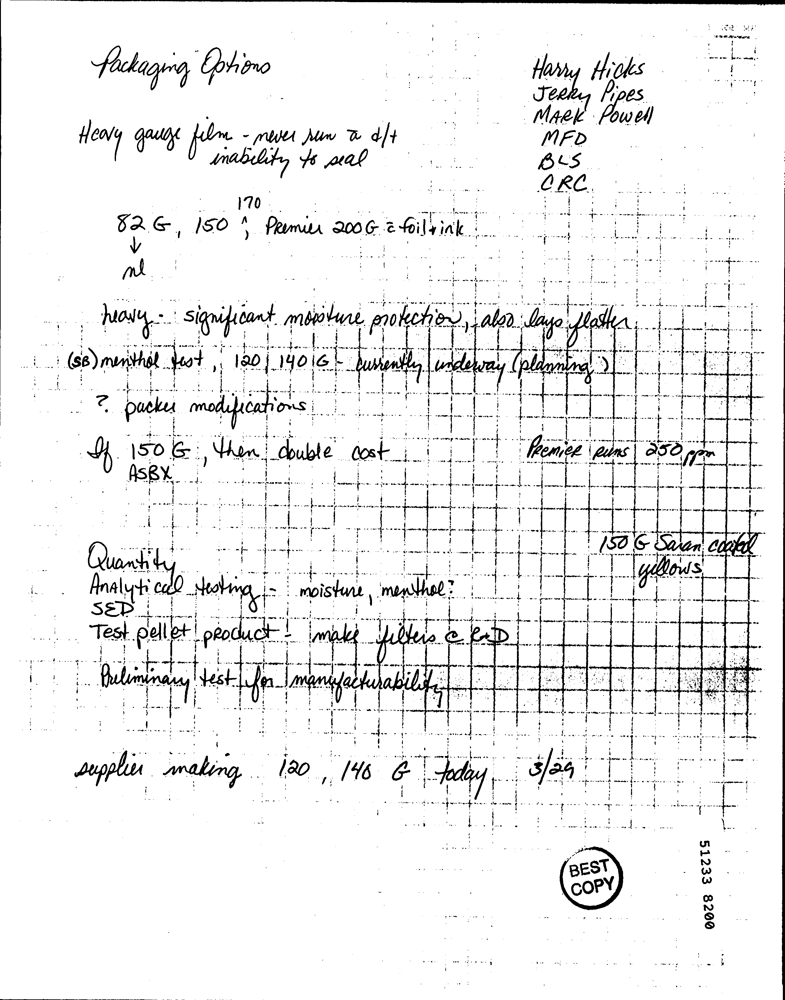 Packaging Options
Harry Hicks
Jerry Pipes
Mark Powell
MFD
BLS
CRC
Heavy gauge film - never run a d/t
inability to seal
170
82 G, 150 ^, Premier 200 G = foil + ink
↓
nl
heavy - significant moisture protection, also lays flatter
(SB) menthol test, 120, 140 G - currently underway (planning)
? packer modifications
If 150 G, then double cost
ASBX
Premier runs 250 ppm
150 G Saran coated
yellows
Quantity
Analytical testing - moisture, menthol?
SED
Test pellet product - make filters @ R&D
Preliminary test for manufacturability
supplier making 120, 140 G today 3/29
BEST
COPY
51233 8200